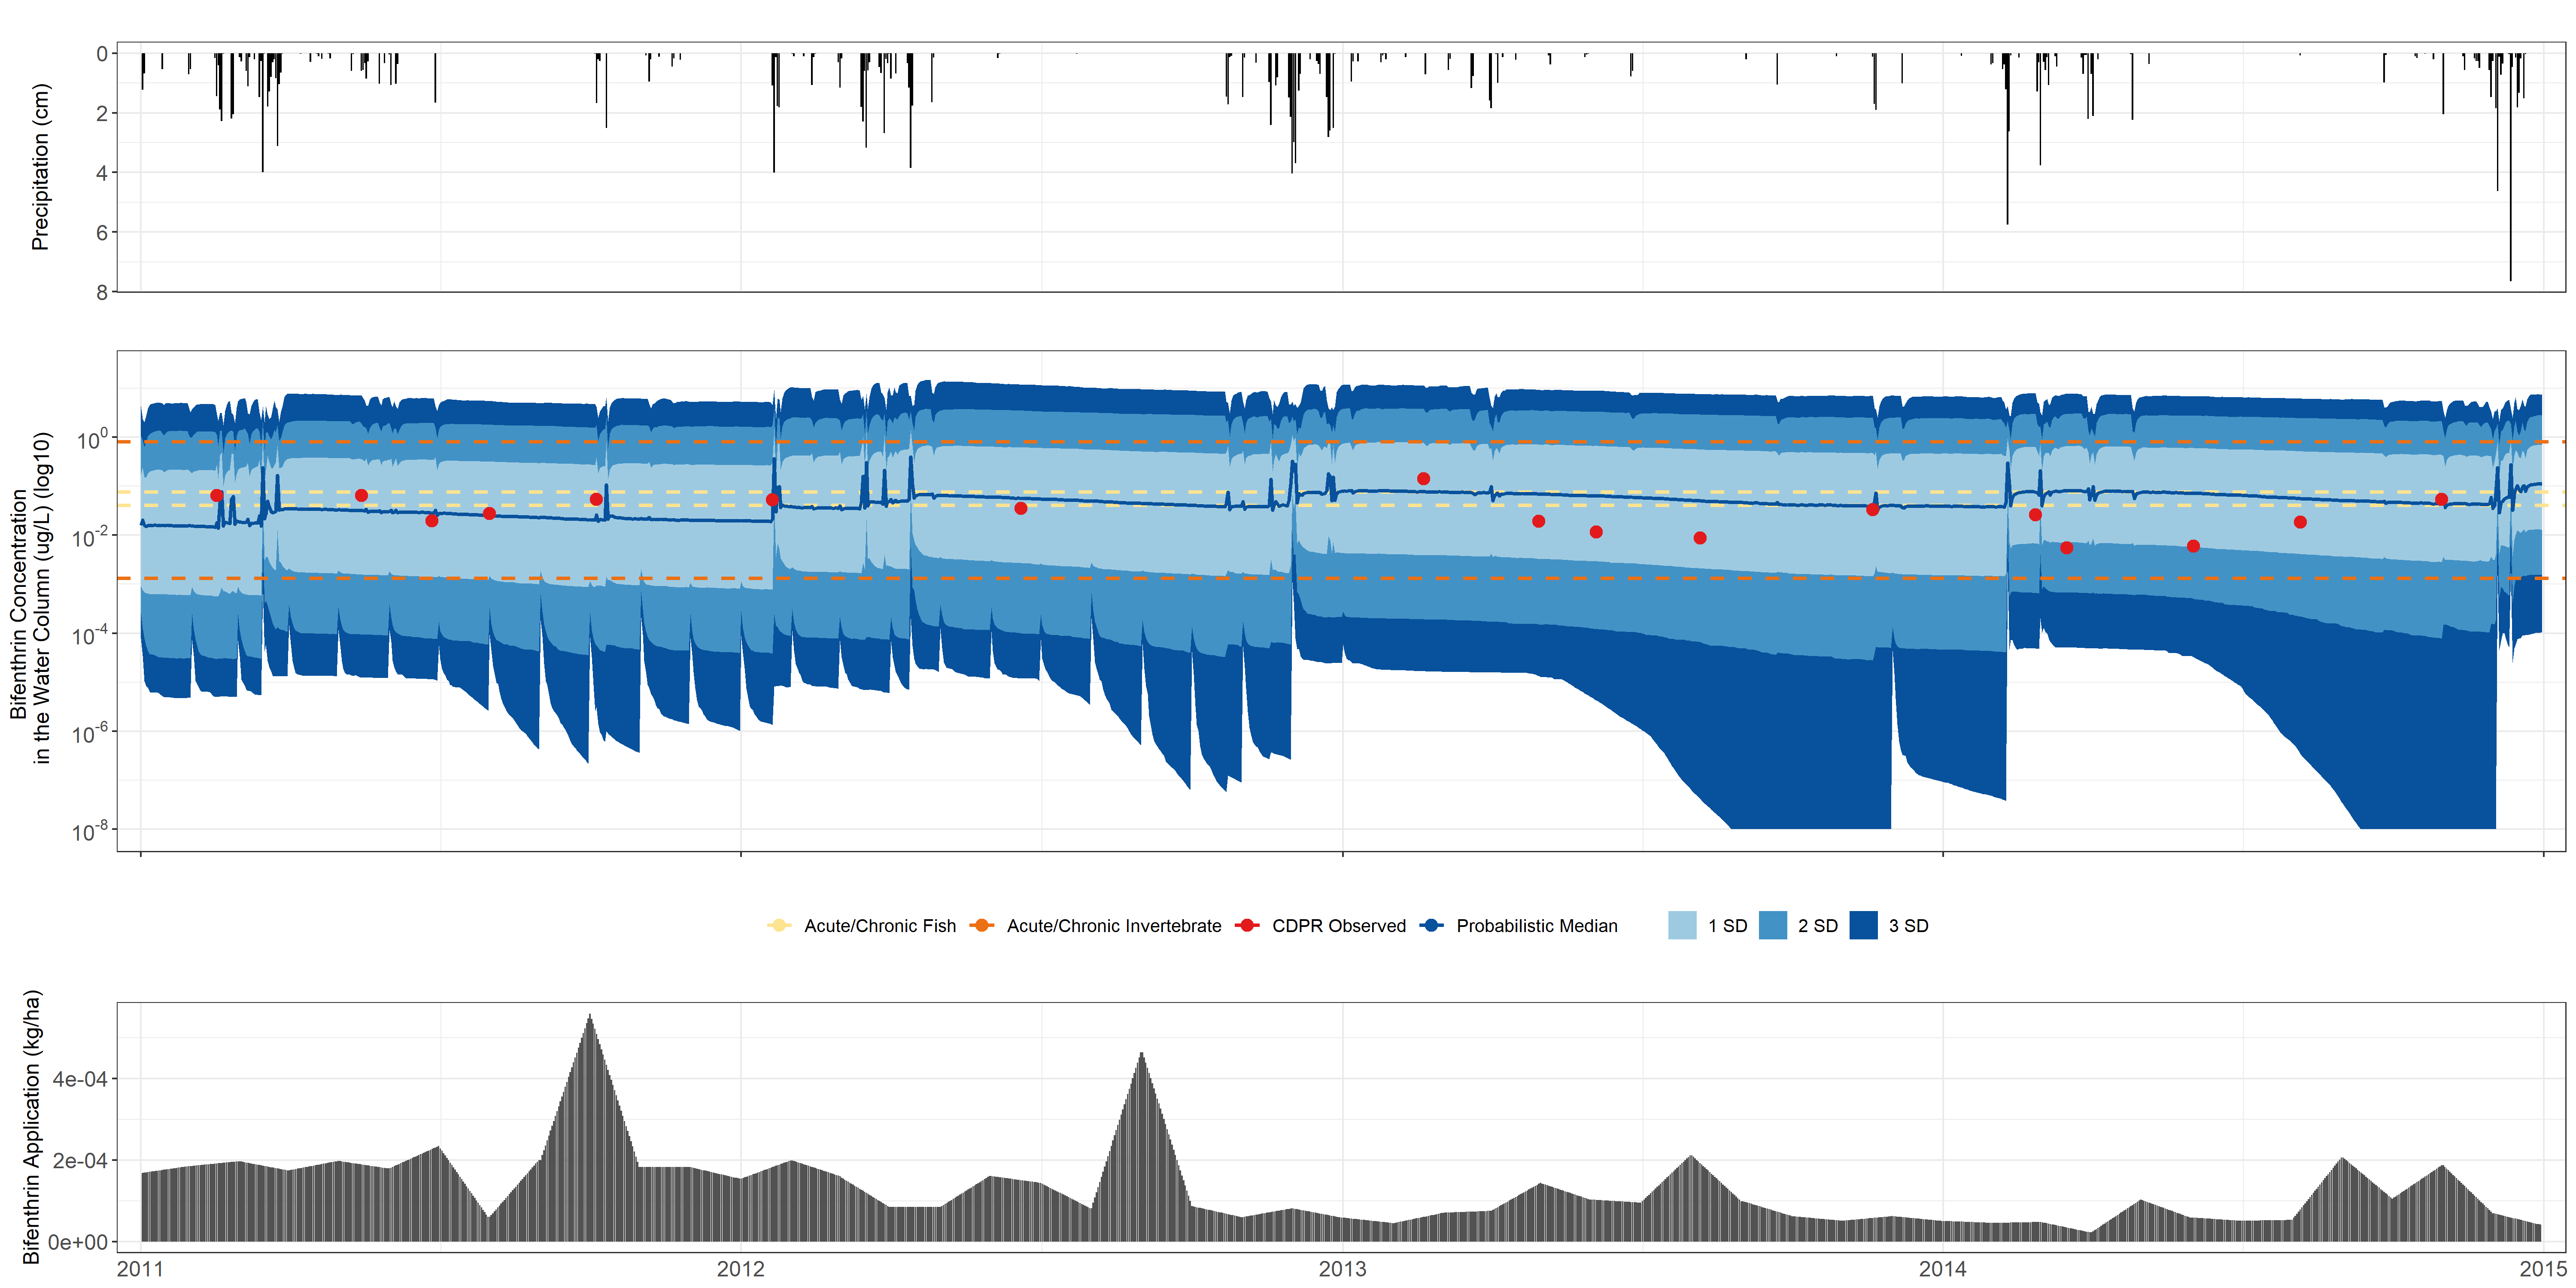 Precipitation (cm)
0
2
4
6
8
Bifenthrin Concentration
in the Water Column (ug/L) (log10)
10^0
10^-2
10^-4
10^-6
10^-8
Acute/Chronic Fish
Acute/Chronic Invertebrate
CDPR Observed
Probabilistic Median
1 SD
2 SD
3 SD
Bifenthrin Application (kg/ha)
4e-04
2e-04
0e+00
2011
2012
2013
2014
2015